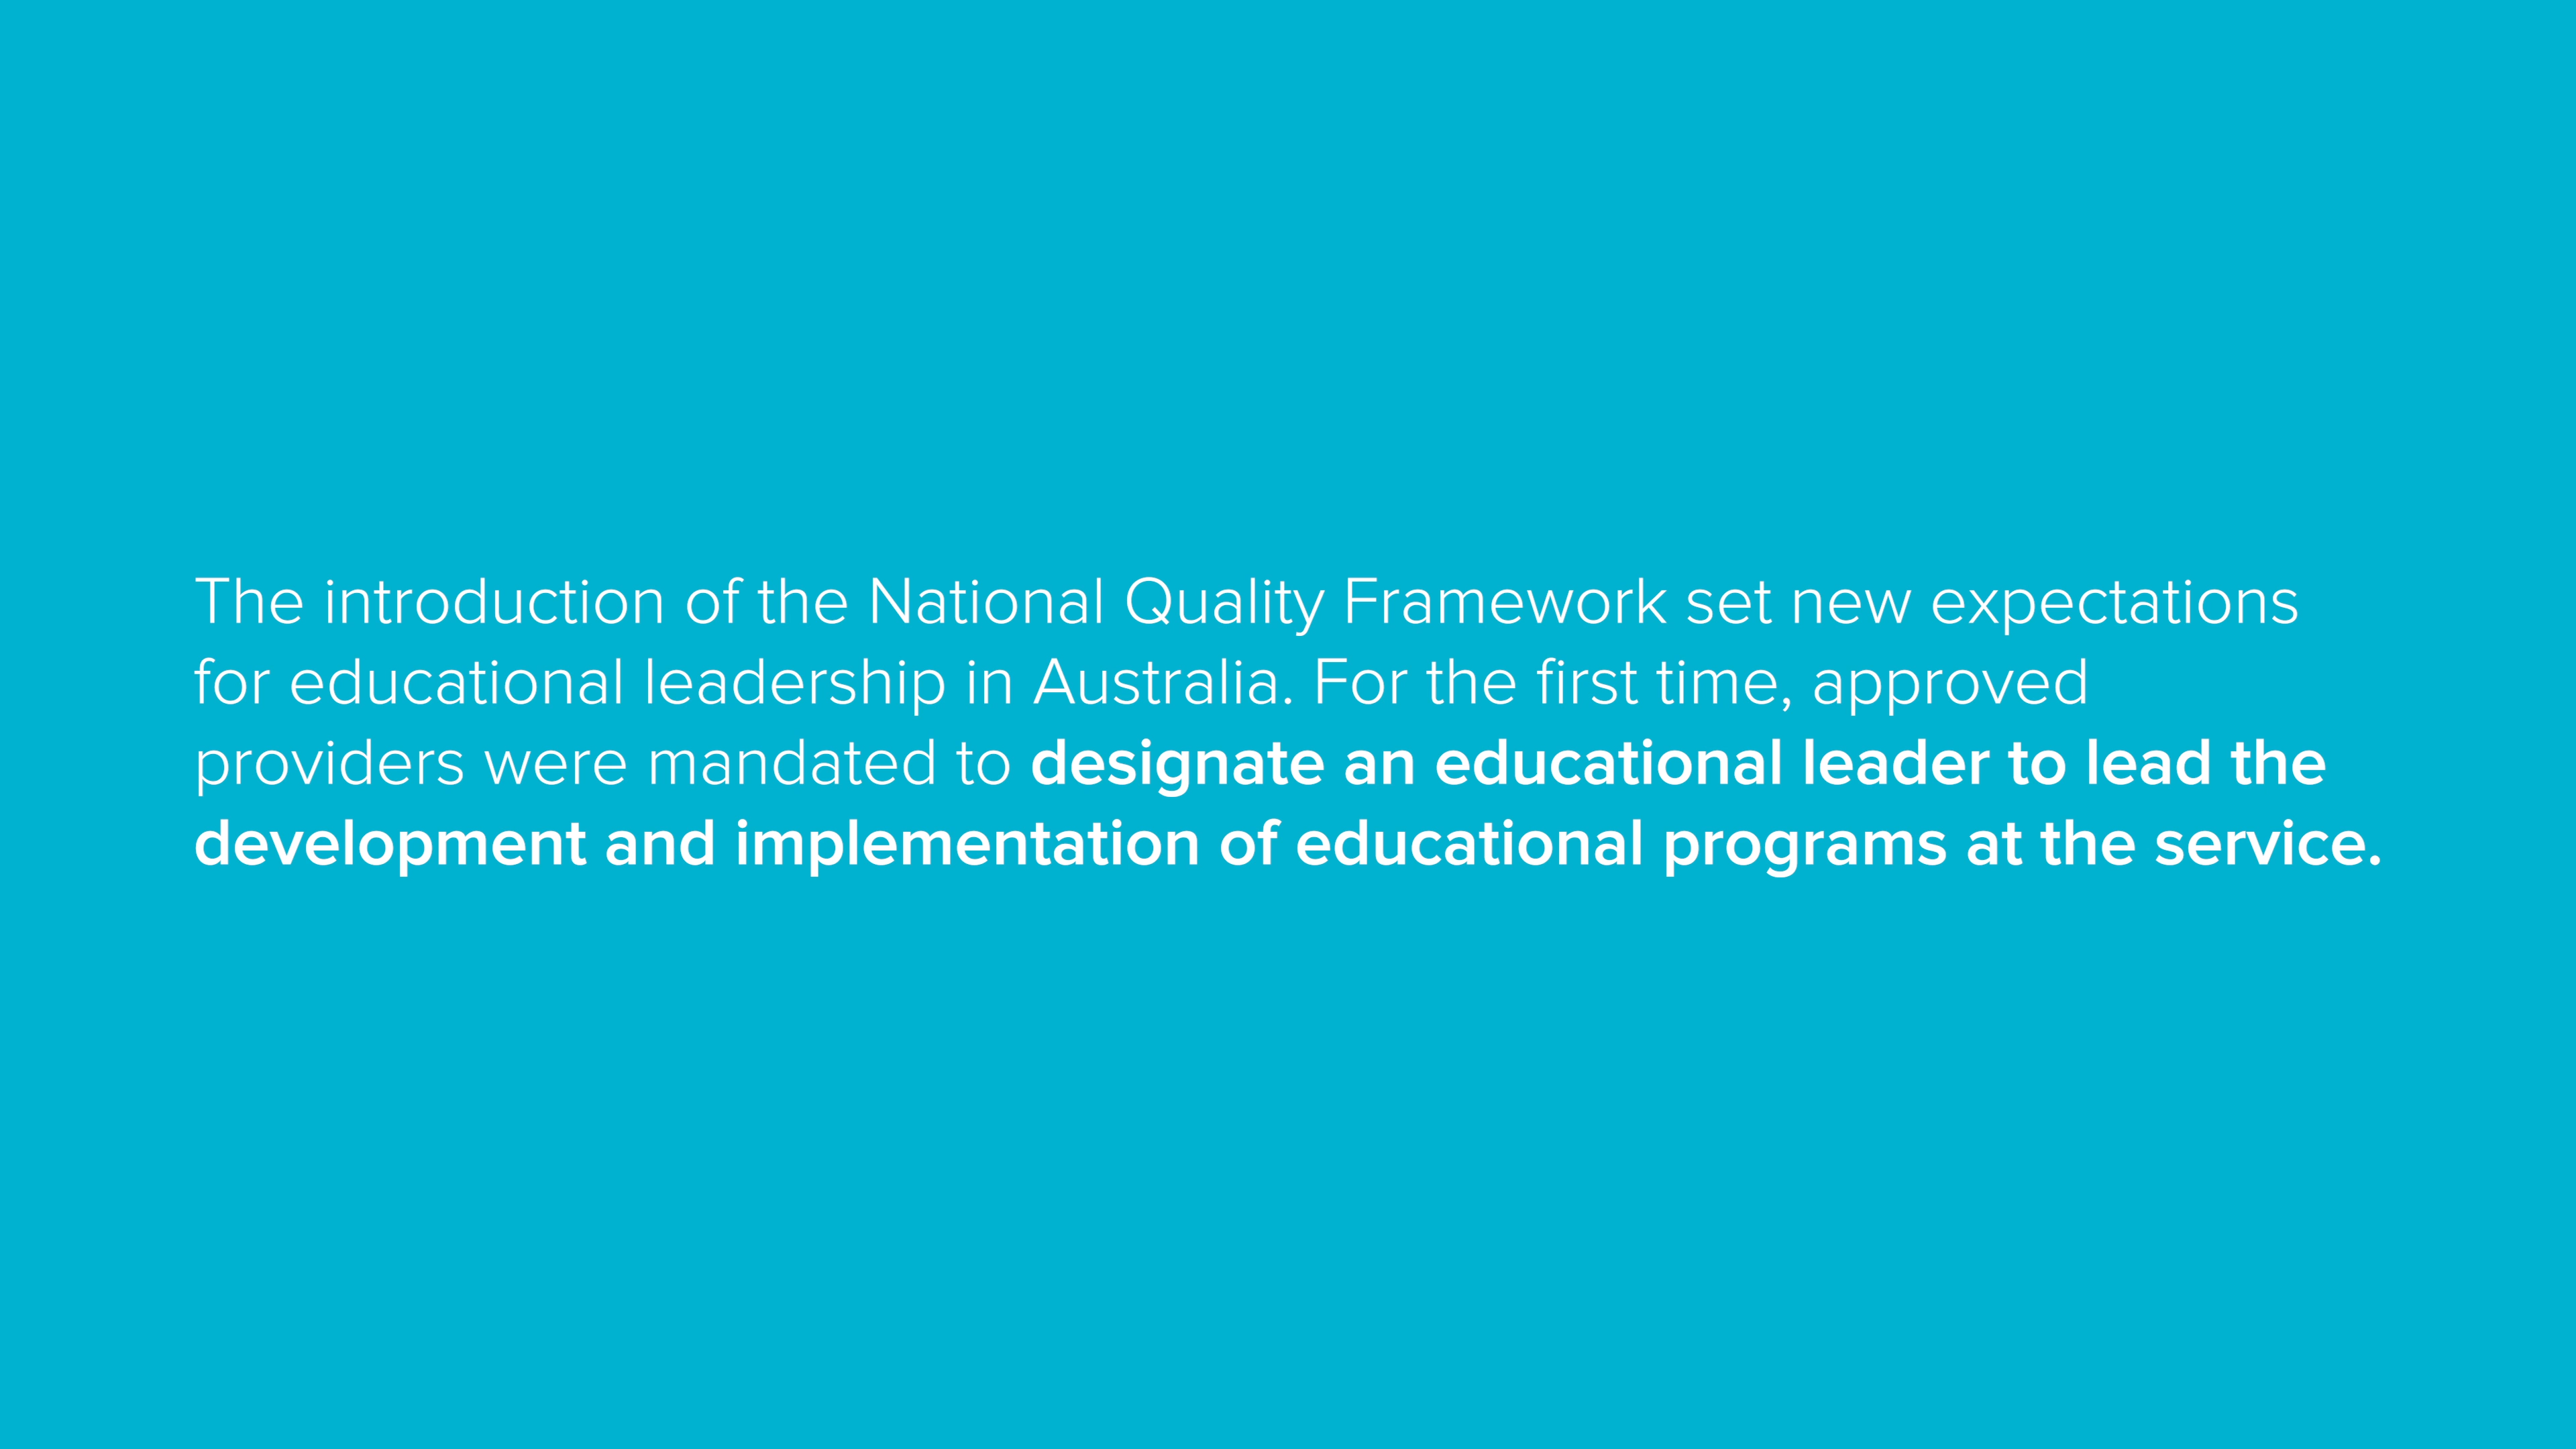 The introduction of the National Quality Framework set new expectations
for educational leadership in Australia. For the first time, approved
providers were mandated to designate an educational leader to lead the
development and implementation of educational programs at the service.